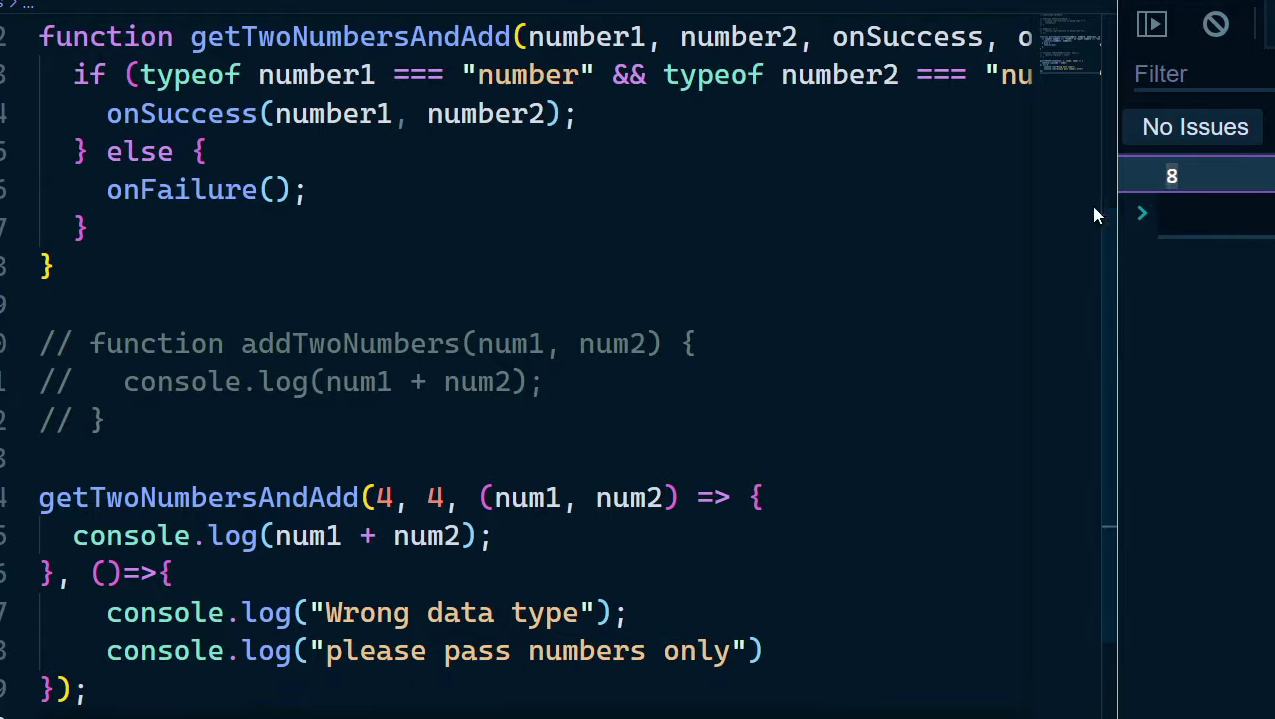 s > ...
2 function getTwoNumbersAndAdd(number1, number2, onSuccess, o
3 if (typeof number1 === "number" && typeof number2 === "nu
4 onSuccess(number1, number2);
5 } else {
6 onFailure();
7 }
8 }
9
0 // function addTwoNumbers(num1, num2) {
1 // console.log(num1 + num2);
2 // }
3
4 getTwoNumbersAndAdd(4, 4, (num1, num2) => {
5 console.log(num1 + num2);
6 }, ()=>{
7 console.log("Wrong data type");
8 console.log("please pass numbers only")
9 });
Filter
No Issues
8
>